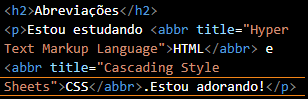 <h2>Abreviações</h2>
<p>Estou estudando <abbr title="Hyper
Text Markup Language">HTML</abbr> e
<abbr title="Cascading Style
Sheets">CSS</abbr>.Estou adorando!</p>